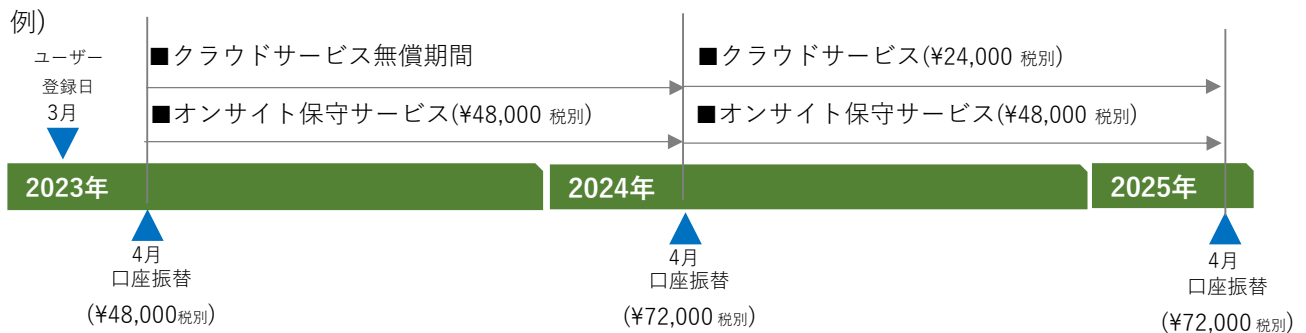 例)
ユーザー
登録日
3月
■クラウドサービス無償期間
■クラウドサービス(¥24,000 税別)
■オンサイト保守サービス(¥48,000 税別)
■オンサイト保守サービス(¥48,000 税別)
2023年
2024年
2025年
4月
口座振替
(¥48,000税別)
4月
口座振替
(¥72,000 税別)
4月
口座振替
(¥72,000 税別)